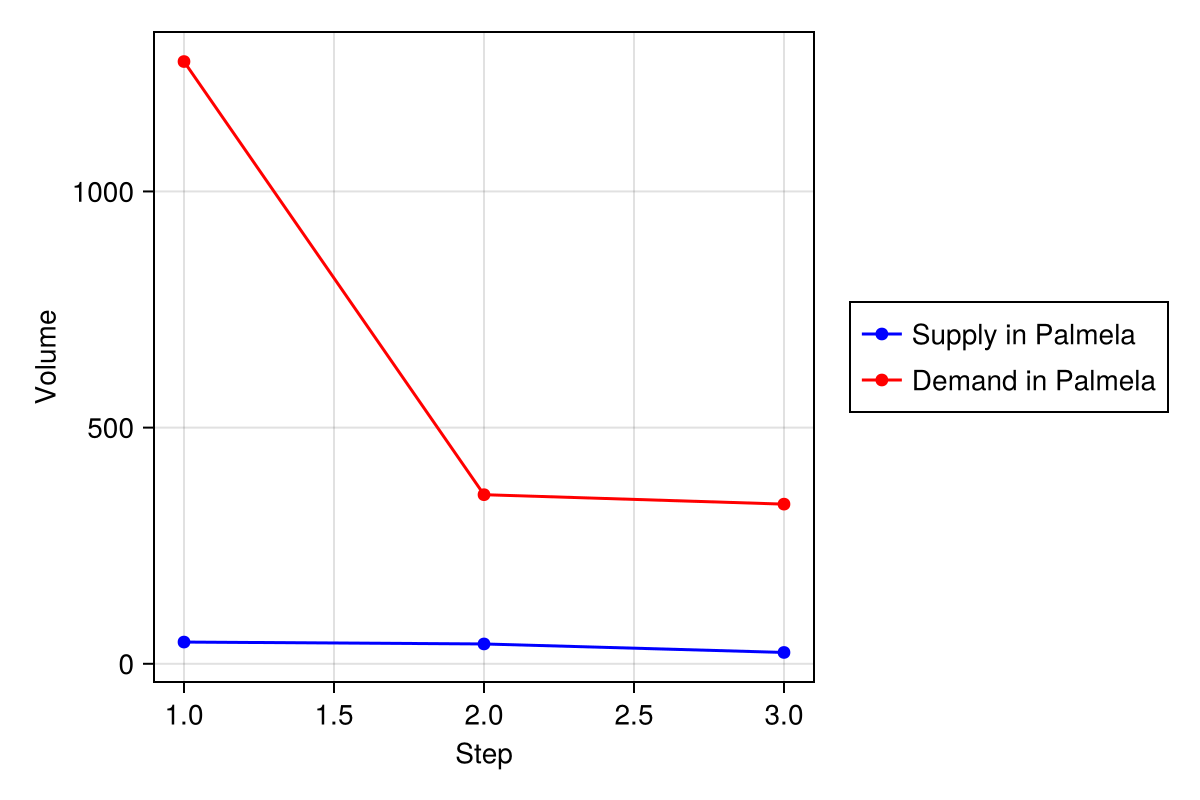 1000
500
0
Volume
1.0 1.5 2.0 2.5 3.0
Step
Supply in Palmela
Demand in Palmela